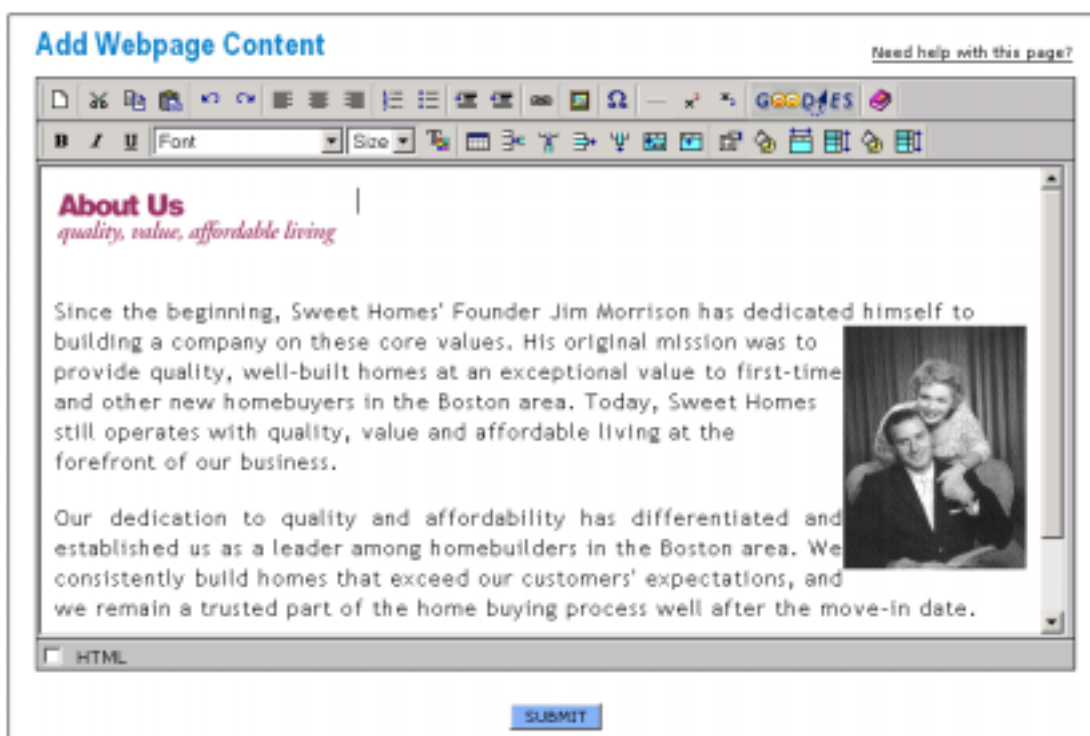 Add Webpage Content
Need help with this page?
GOODIES
B I U Font Size
About Us
quality, value, affordable living
Since the beginning, Sweet Homes' Founder Jim Morrison has dedicated himself to
building a company on these core values. His original mission was to
provide quality, well-built homes at an exceptional value to first-time
and other new homebuyers in the Boston area. Today, Sweet Homes
still operates with quality, value and affordable living at the
forefront of our business.
Our dedication to quality and affordability has differentiated and
established us as a leader among homebuilders in the Boston area. We
consistently build homes that exceed our customers' expectations, and
we remain a trusted part of the home buying process well after the move-in date.
HTML
SUBMIT